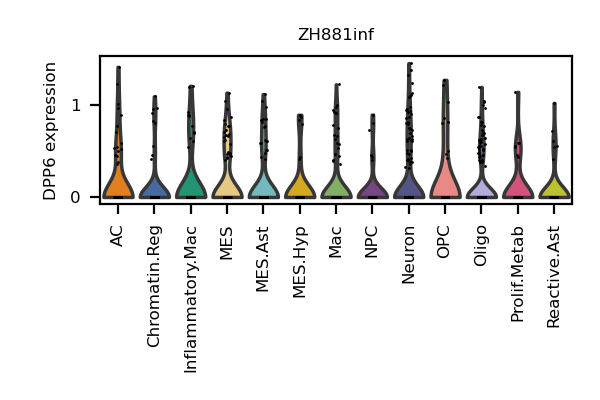 ZH881inf
DPP6 expression
1
0
AC
Chromatin.Reg
Inflammatory.Mac
MES
MES.Ast
MES.Hyp
Mac
NPC
Neuron
OPC
Oligo
Prolif.Metab
Reactive.Ast